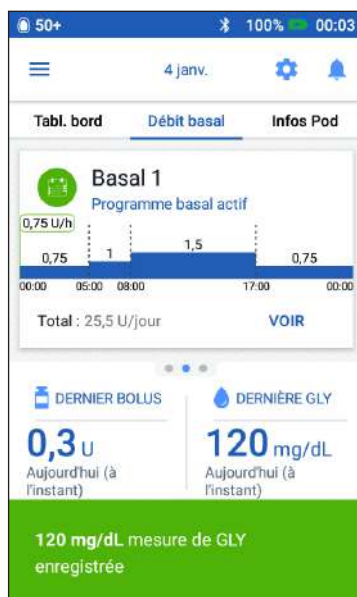 50+ 100% 00:03
4 janv.
Tabl. bord Débit basal Infos Pod
Basal 1
Programme basal actif
0,75 U/h
0,75 1 1,5 0,75
00:00 05:00 08:00 17:00 00:00
Total : 25,5 U/jour VOIR
DERNIER BOLUS DERNIÈRE GLY
0,3 U 120 mg/dL
Aujourd'hui (à Aujourd'hui (à
l'instant) l'instant)
120 mg/dL mesure de GLY
enregistrée